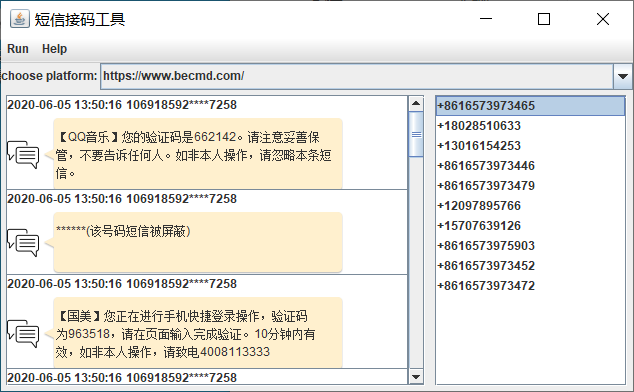 短信接码工具
Run Help
choose platform: https://www.becmd.com/
2020-06-05 13:50:16 106918592****7258
【QQ音乐】您的验证码是662142。请注意妥善保
管，不要告诉任何人。如非本人操作，请忽略本条短
信。
2020-06-05 13:50:16 106918592****7258
******(该号码短信被屏蔽)
2020-06-05 13:50:16 106918592****7258
【国美】您正在进行手机快捷登录操作，验证码
为963518，请在页面输入完成验证。10分钟内有
效，如非本人操作，请致电4008113333
2020-06-05 13:50:16 106918592****7258
+8616573973465
+18028510633
+13016154253
+8616573973446
+8616573973479
+12097895766
+15707639126
+8616573975903
+8616573973452
+8616573973472